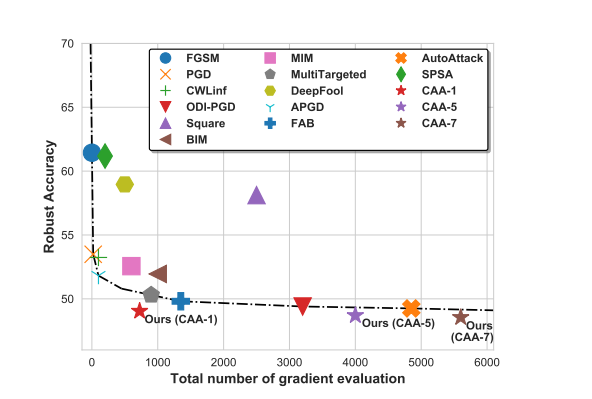 70
65
60
55
50
Robust Accuracy
FGSM
PGD
CWLinf
ODI-PGD
Square
BIM
MIM
MultiTargeted
DeepFool
APGD
FAB
AutoAttack
SPSA
CAA-1
CAA-5
CAA-7
Ours (CAA-1)
Ours (CAA-5)
Ours
(CAA-7)
0 1000 2000 3000 4000 5000 6000
Total number of gradient evaluation